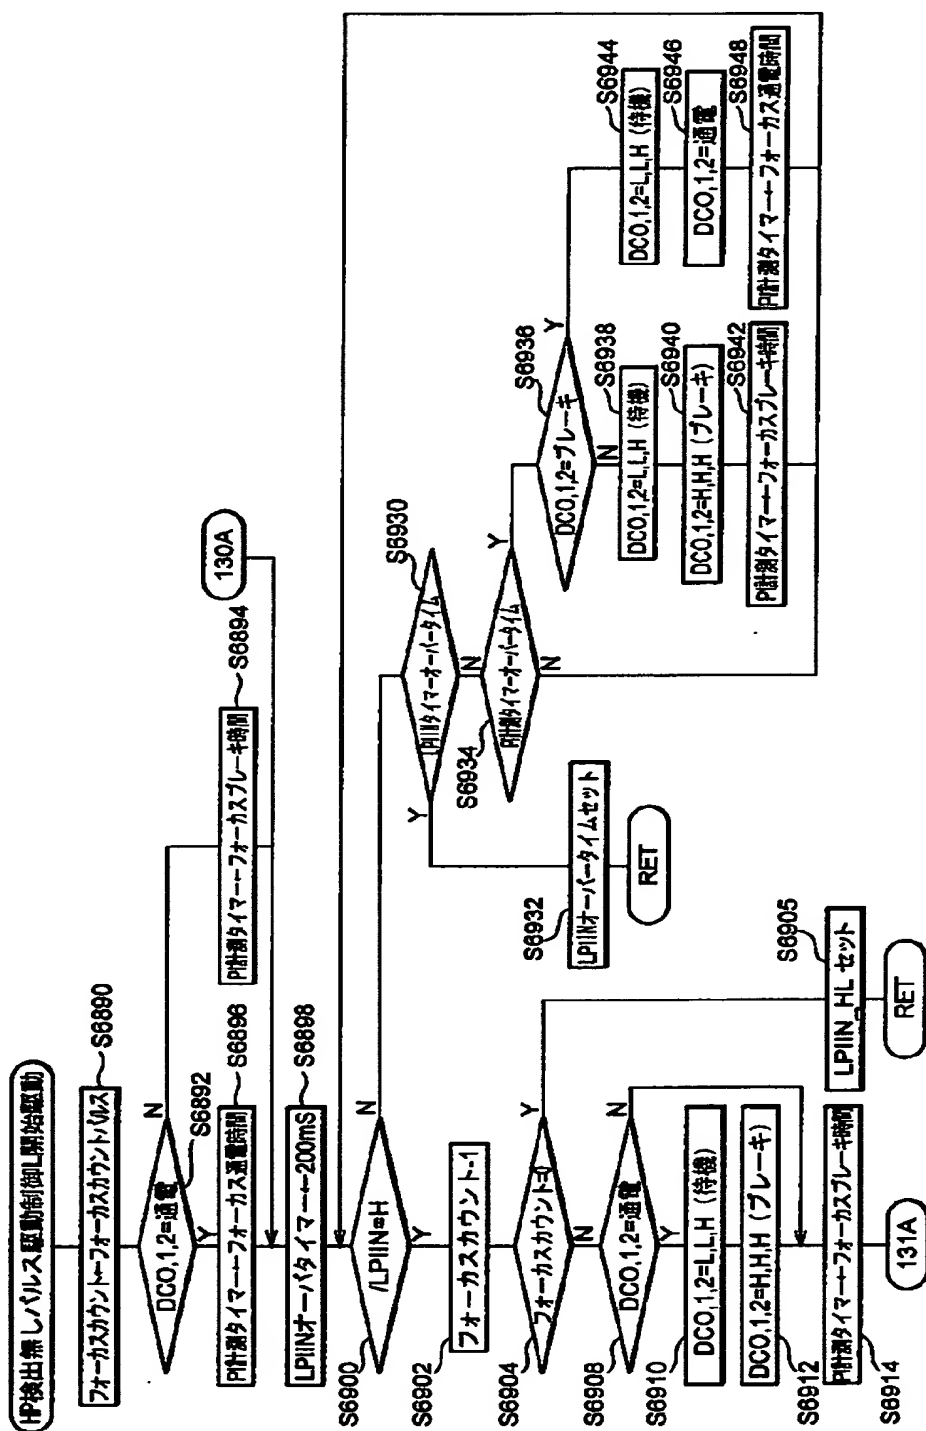 HP検出無しパルス駆動制御L開始駆動
フォーカスカウント←フォーカスカウントパルス
S6890
DC0,1,2=通電
S6892
N
Y
PI計測タイマー←フォーカスブレーキ時間
S6894
130A
PI計測タイマー←フォーカス通電時間
S6896
LPIINオーバタイマー←200mS
S6898
/LPIIN=H
S6900
N
Y
フォーカスカウント-1
S6902
フォーカスカウント=0
S6904
Y
N
LPIIN_HLセット
S6905
RET
DC0,1,2=通電
S6908
N
Y
DC0,1,2=L,L,H (待機)
S6910
DC0,1,2=H,H,H (ブレーキ)
S6912
PI計測タイマー←フォーカスブレーキ時間
S6914
131A
LPIINタイマーオーバータイム
S6930
Y
N
LPIINオーバータイムセット
S6932
RET
PI計測タイマーオーバータイム
S6934
Y
N
DC0,1,2=ブレーキ
S6936
Y
N
DC0,1,2=L,L,H (待機)
S6938
DC0,1,2=H,H,H (ブレーキ)
S6940
PI計測タイマー←フォーカスブレーキ時間
S6942
DC0,1,2=L,L,H (待機)
S6944
DC0,1,2=通電
S6946
PI計測タイマー←フォーカス通電時間
S6948